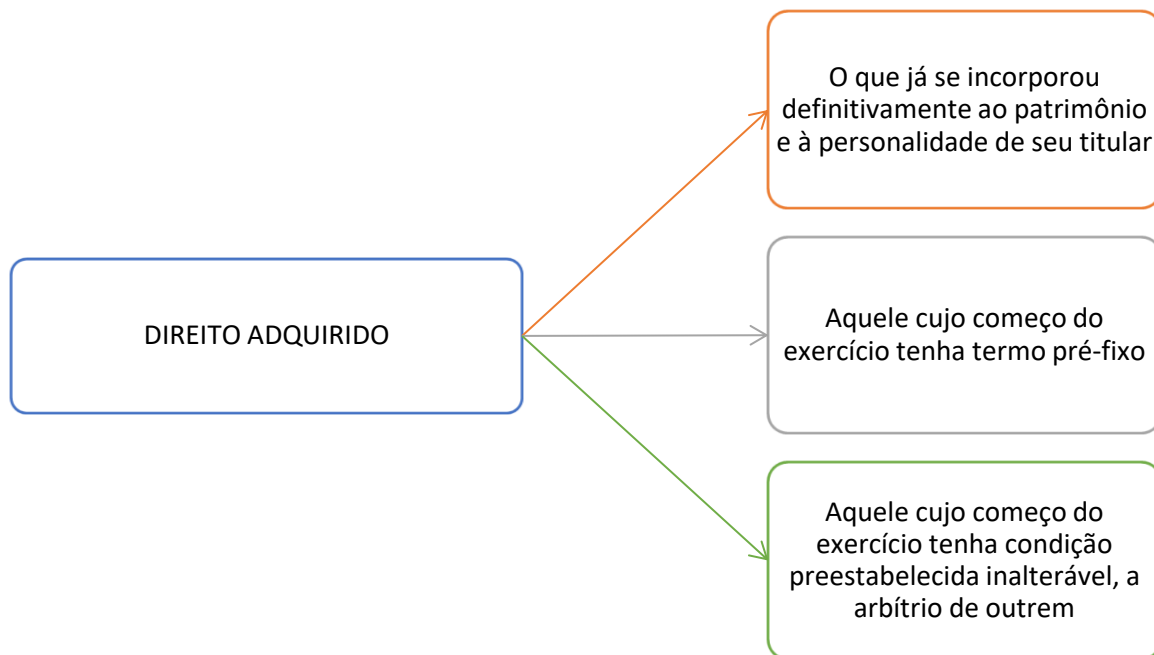 O que já se incorporou
definitivamente ao patrimônio
e à personalidade de seu titular
DIREITO ADQUIRIDO
Aquele cujo começo do
exercício tenha termo pré-fixo
Aquele cujo começo do
exercício tenha condição
preestabelecida inalterável, a
arbítrio de outrem